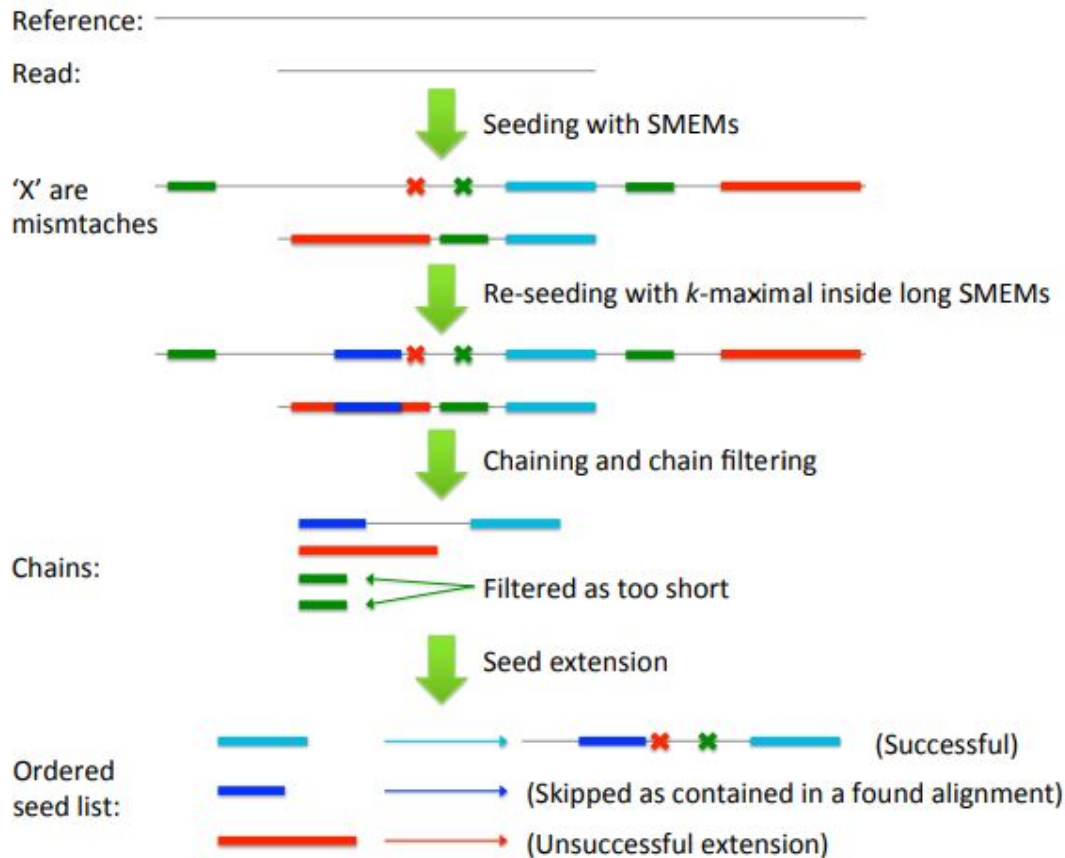 Reference:
Read:
Seeding with SMEMs
'X' are
mismtaches
Re-seeding with k-maximal inside long SMEMs
Chaining and chain filtering
Chains:
Filtered as too short
Seed extension
(Successful)
Ordered
seed list:
(Skipped as contained in a found alignment)
(Unsuccessful extension)